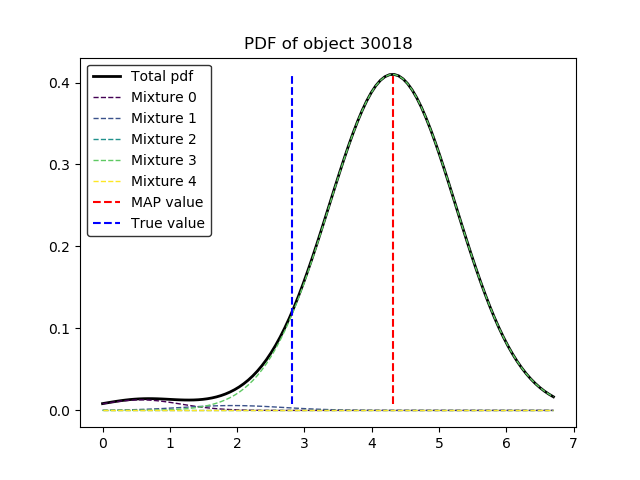 PDF of object 30018
Total pdf
Mixture 0
Mixture 1
Mixture 2
Mixture 3
Mixture 4
MAP value
True value
0.4
0.3
0.2
0.1
0.0
0 1 2 3 4 5 6 7